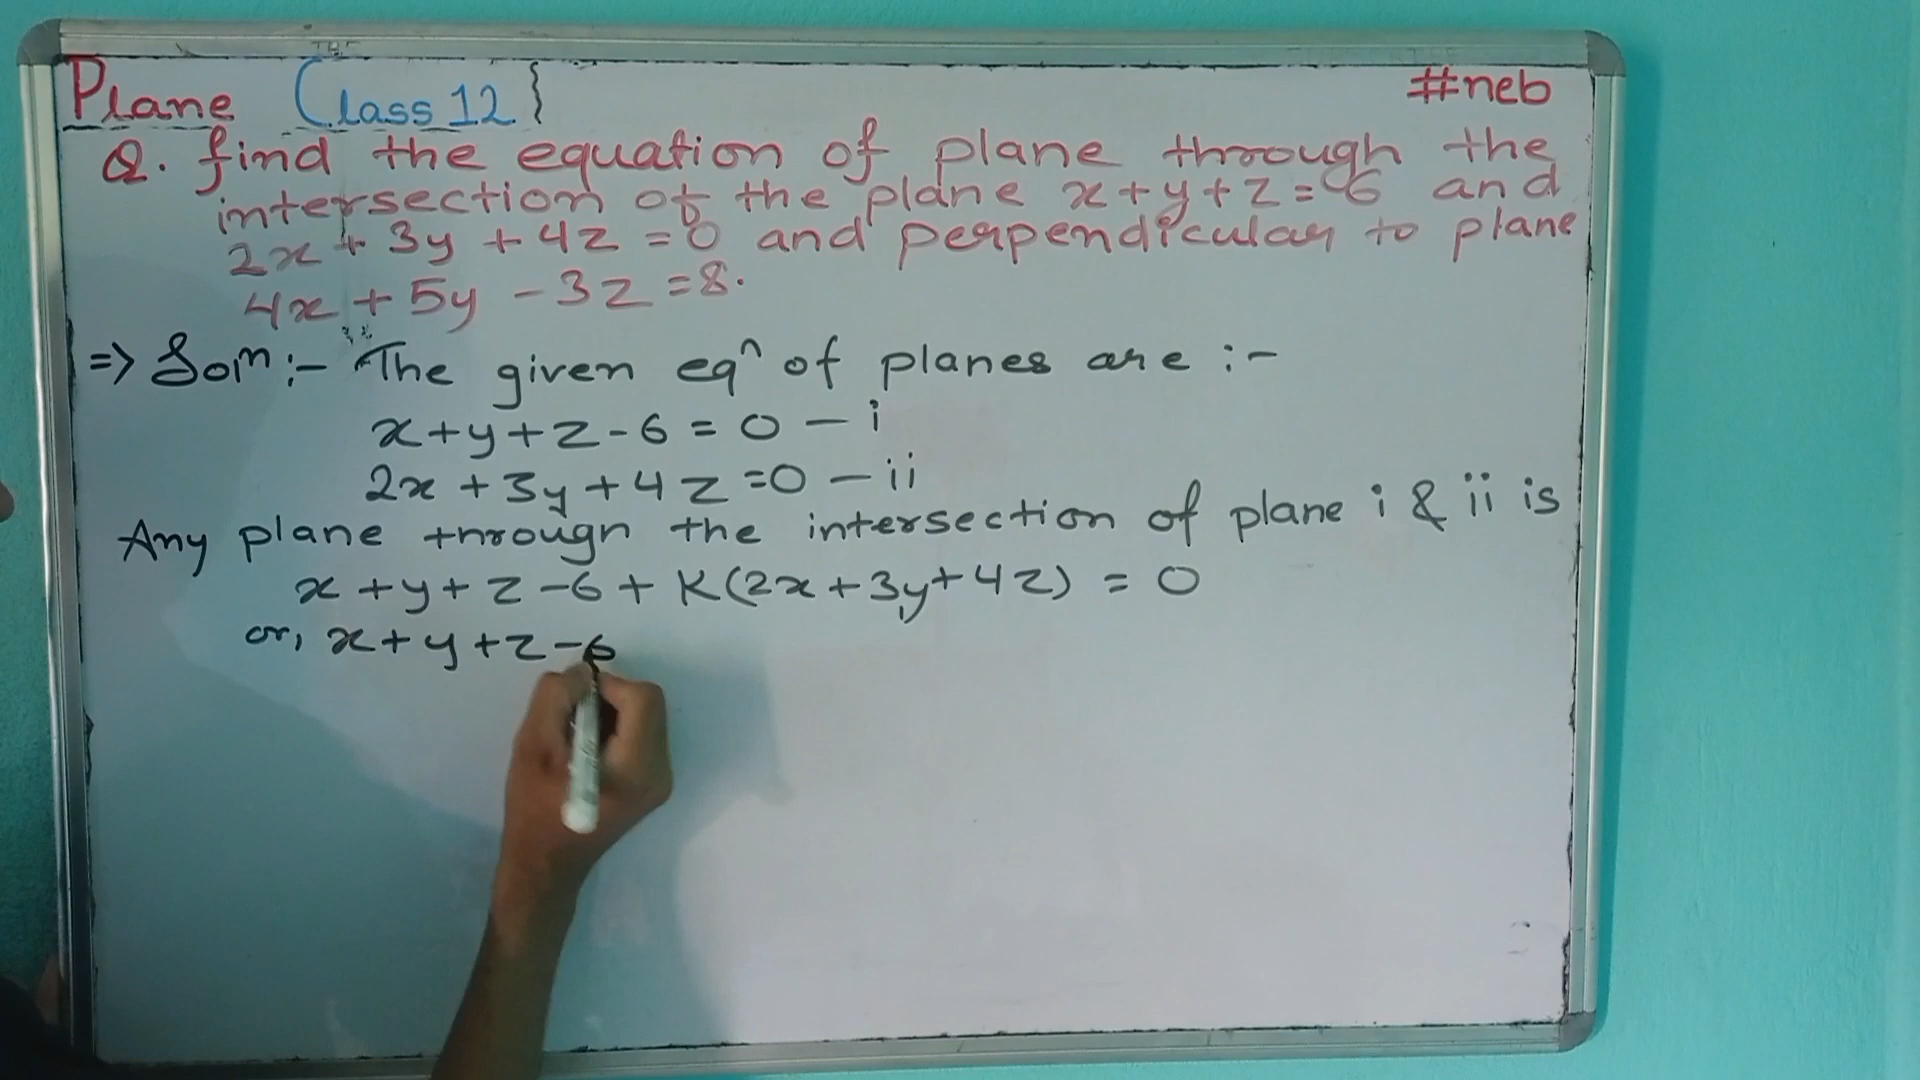 Plane Class 12 }
#neb
Q. find the equation of plane through the
intersection of the plane x+y+z=6 and
2x + 3y + 4z = 0 and perpendicular to plane
4x + 5y - 3z = 8.
=> Solⁿ :- The given eqⁿ of planes are :-
x+y+z-6 = 0 - i
2x + 3y + 4z = 0 - ii
Any plane through the intersection of plane i & ii is
x + y + z - 6 + K(2x + 3y + 4z) = 0
or, x + y + z - 6